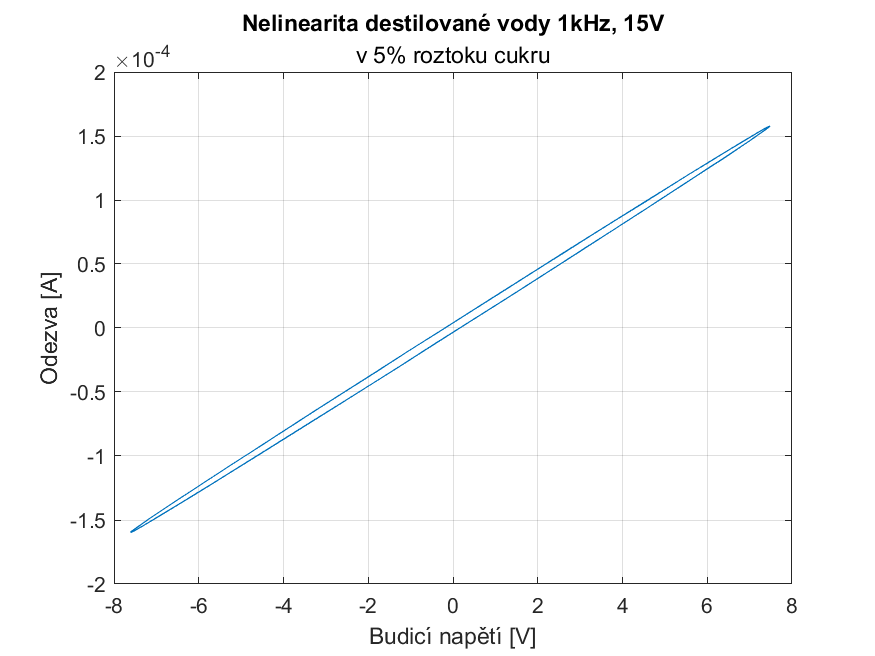 Nelinearita destilované vody 1kHz, 15V
v 5% roztoku cukru
×10-4
2
1.5
1
0.5
0
-0.5
-1
-1.5
-2
Odezva [A]
-8 -6 -4 -2 0 2 4 6 8
Budicí napětí [V]